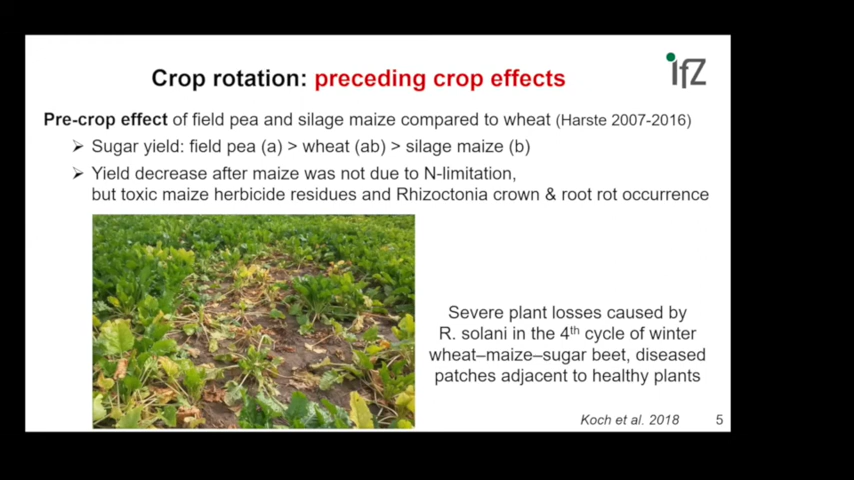 Crop rotation: preceding crop effects
ifZ
Pre-crop effect of field pea and silage maize compared to wheat (Harste 2007-2016)
➢ Sugar yield: field pea (a) > wheat (ab) > silage maize (b)
➢ Yield decrease after maize was not due to N-limitation,
but toxic maize herbicide residues and Rhizoctonia crown & root rot occurrence
Severe plant losses caused by
R. solani in the 4th cycle of winter
wheat–maize–sugar beet, diseased
patches adjacent to healthy plants
Koch et al. 2018
5